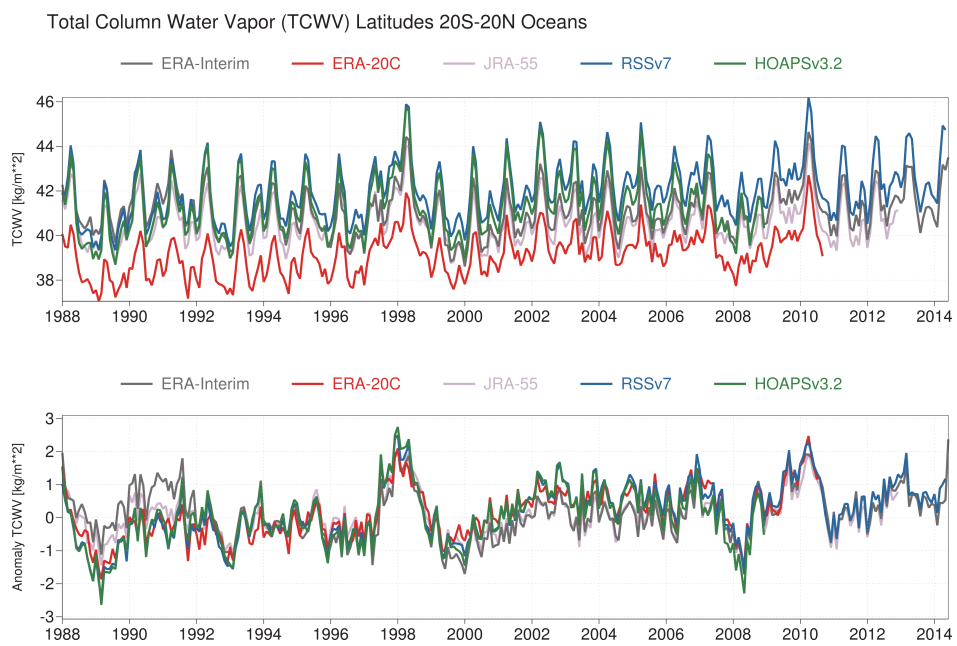 Total Column Water Vapor (TCWV) Latitudes 20S-20N Oceans
ERA-Interim ERA-20C JRA-55 RSSv7 HOAPSv3.2
TCWV [kg/m**2]
46
44
42
40
38
1988 1990 1992 1994 1996 1998 2000 2002 2004 2006 2008 2010 2012 2014
ERA-Interim ERA-20C JRA-55 RSSv7 HOAPSv3.2
Anomaly TCWV [kg/m**2]
3
2
1
0
-1
-2
-3
1988 1990 1992 1994 1996 1998 2000 2002 2004 2006 2008 2010 2012 2014